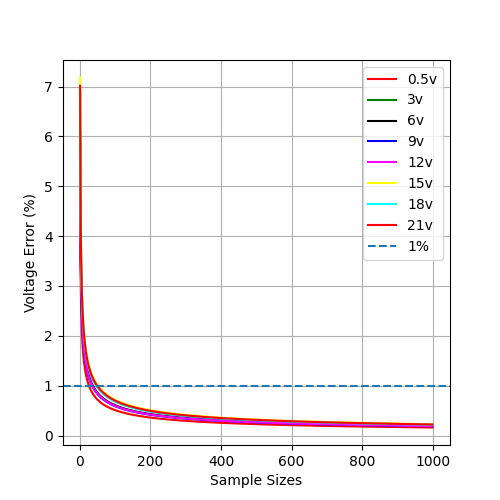 Voltage Error (%)
7
6
5
4
3
2
1
0
0 200 400 600 800 1000
Sample Sizes
0.5v
3v
6v
9v
12v
15v
18v
21v
1%